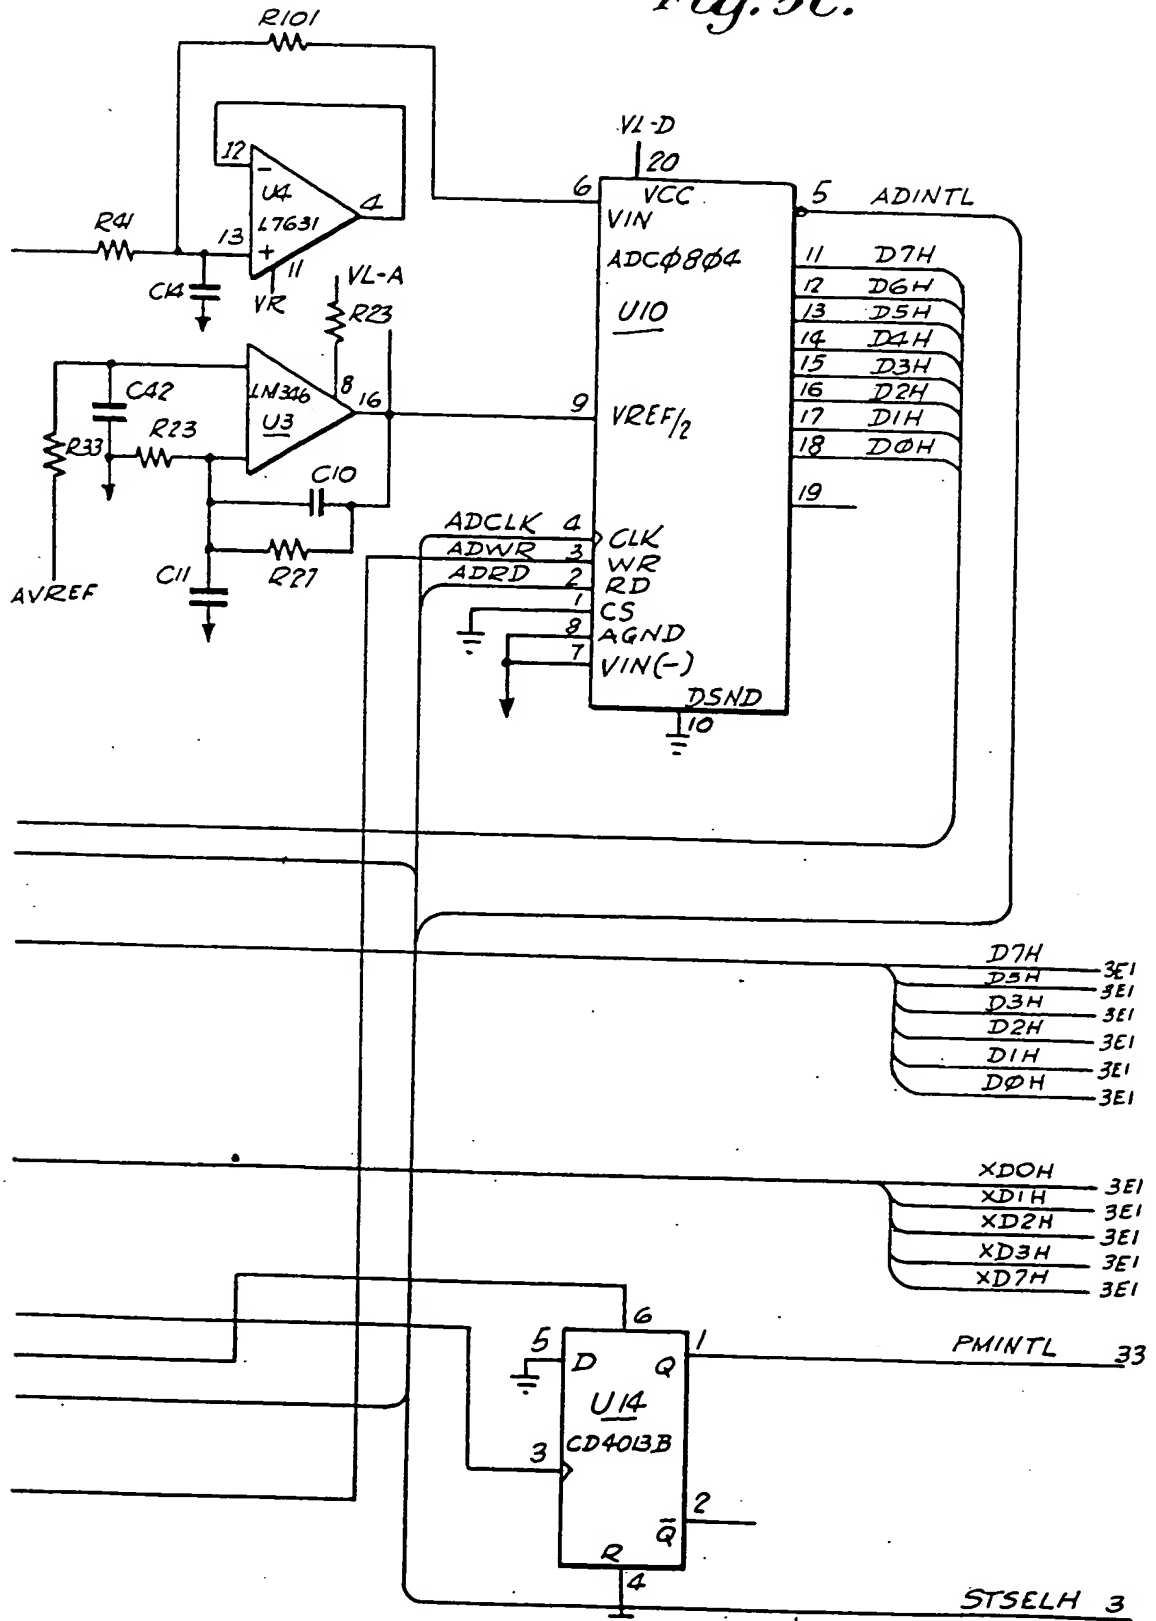 Fig. 3C.
R101
VL-D
20
12
-
U4
L7631
4
6
VCC
VIN
5
ADINTL
R41
13
+
11
VR
C14
VL-A
R23
ADCØ8Ø4
U10
11 D7H
12 D6H
13 D5H
14 D4H
15 D3H
16 D2H
17 D1H
18 DØH
19
C42
LM346
U3
8
16
9
VREF/2
R33
R23
C10
R27
C11
AVREF
ADCLK 4 CLK
ADWR 3 WR
ADRD 2 RD
1 CS
8 AGND
7 VIN(-)
DSND
10
D7H 3E1
D5H 3E1
D3H 3E1
D2H 3E1
D1H 3E1
DØH 3E1
XD0H 3E1
XD1H 3E1
XD2H 3E1
XD3H 3E1
XD7H 3E1
6
5 D
Q 1
PMINTL 33
U14
CD4013B
3
2
Q̅
R
4
STSELH 3